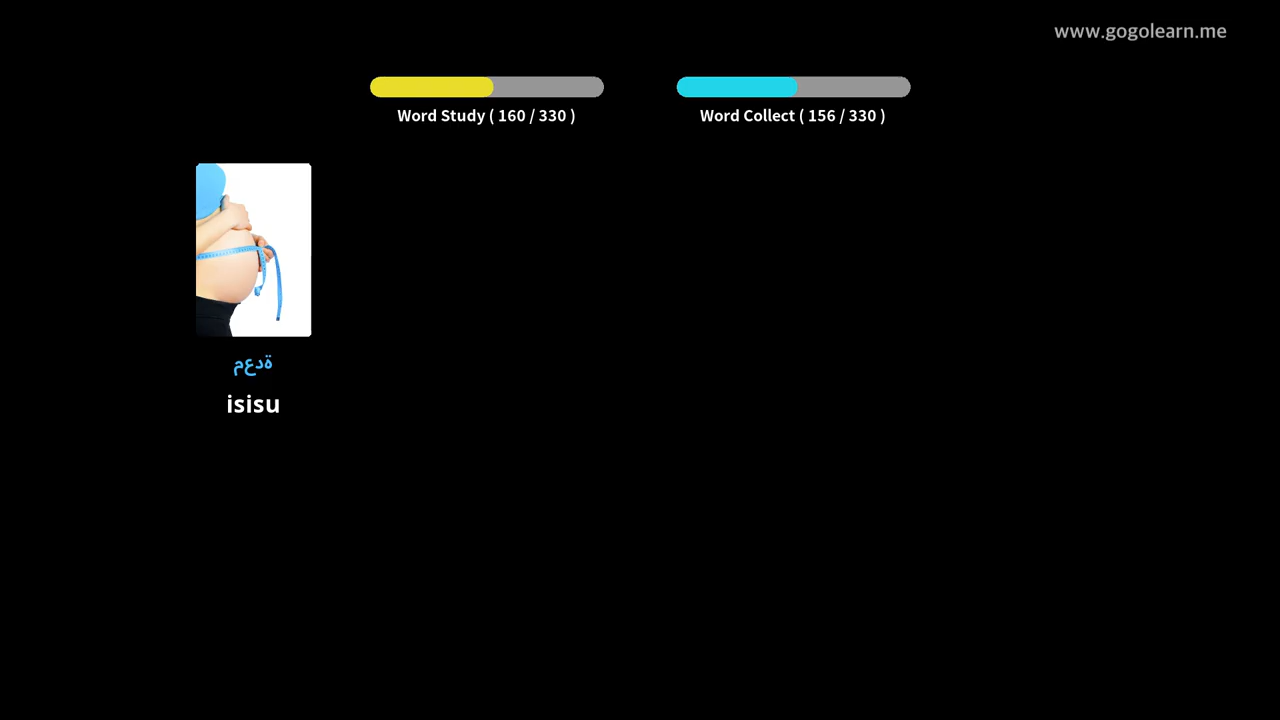 www.gogolearn.me
Word Study ( 160 / 330 )
Word Collect ( 156 / 330 )
معدة
isisu